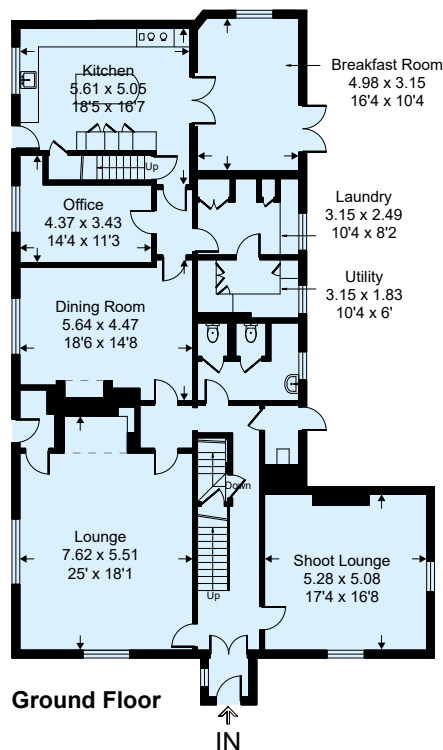 Kitchen
5.61 x 5.05
18'5 x 16'7
Breakfast Room
4.98 x 3.15
16'4 x 10'4
Up
Office
4.37 x 3.43
14'4 x 11'3
Laundry
3.15 x 2.49
10'4 x 8'2
Utility
3.15 x 1.83
10'4 x 6'
Dining Room
5.64 x 4.47
18'6 x 14'8
Down
Lounge
7.62 x 5.51
25' x 18'1
Up
Shoot Lounge
5.28 x 5.08
17'4 x 16'8
Ground Floor
IN